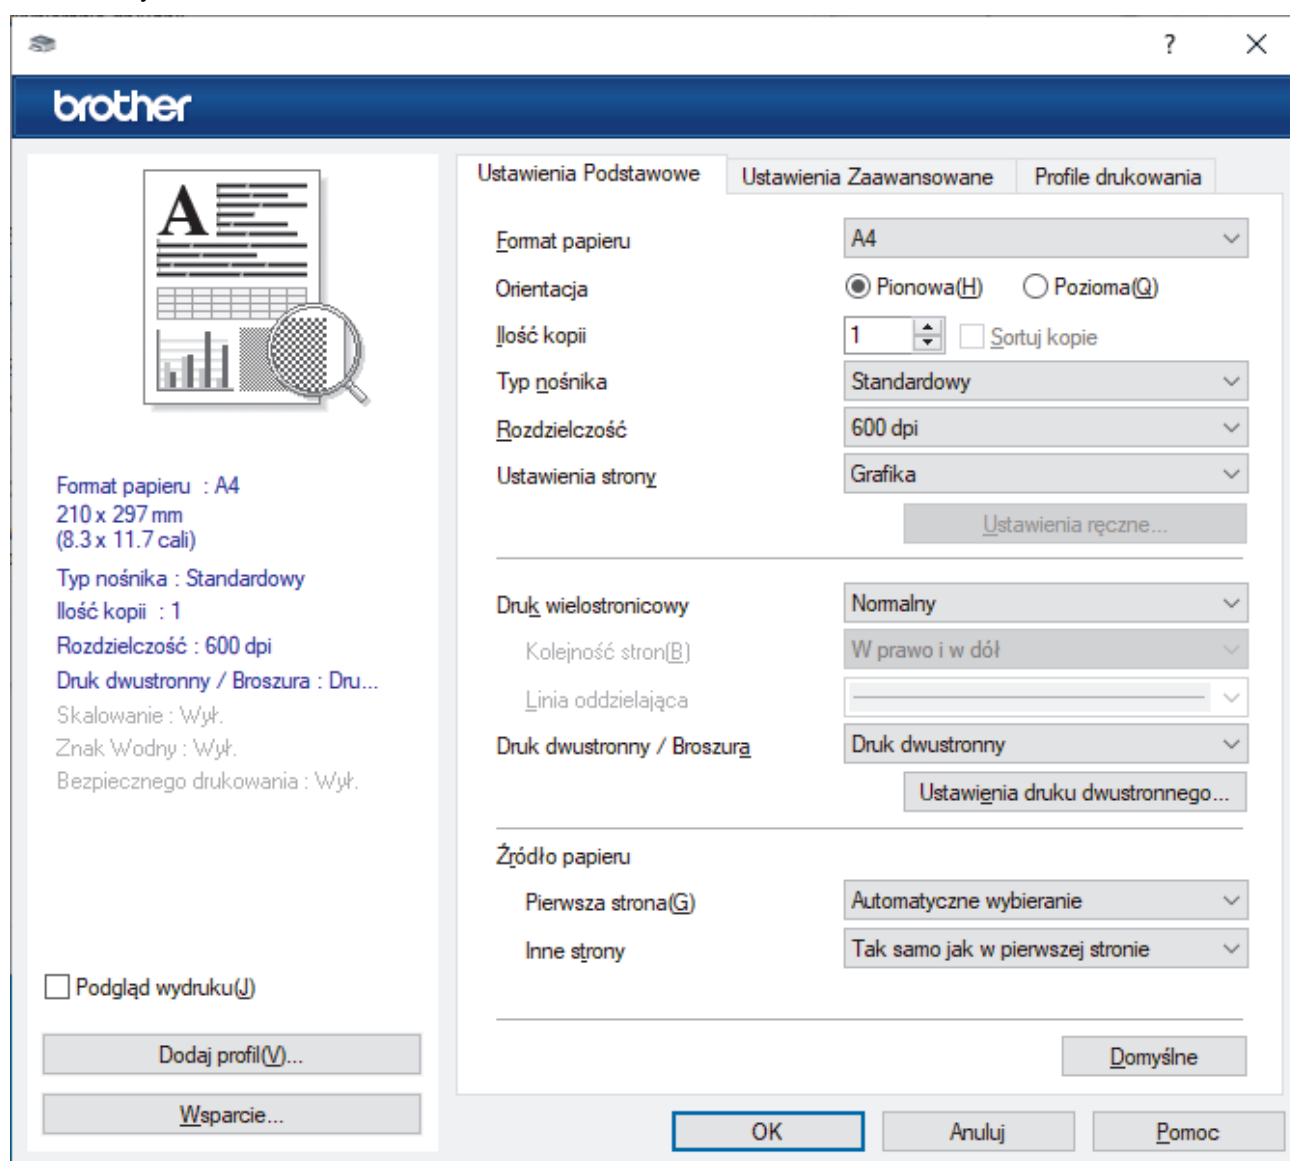 ?
brother
A
Format papieru : A4
210 x 297 mm
(8.3 x 11.7 cali)
Typ nośnika : Standardowy
Ilość kopii : 1
Rozdzielczość : 600 dpi
Druk dwustronny / Broszura : Dru...
Skalowanie : Wył.
Znak Wodny : Wył.
Bezpiecznego drukowania : Wył.
Podgląd wydruku(J)
Dodaj profil(V)...
Wsparcie...
Ustawienia Podstawowe Ustawienia Zaawansowane Profile drukowania
Format papieru A4
Orientacja Pionowa(H) Pozioma(Q)
Ilość kopii 1 Sortuj kopie
Typ nośnika Standardowy
Rozdzielczość 600 dpi
Ustawienia strony Grafika
Ustawienia ręczne...
Druk wielostronicowy Normalny
Kolejność stron(B) W prawo i w dół
Linia oddzielająca
Druk dwustronny / Broszura Druk dwustronny
Ustawienia druku dwustronnego...
Źródło papieru
Pierwsza strona(G) Automatyczne wybieranie
Inne strony Tak samo jak w pierwszej stronie
Domyślne
OK Anuluj Pomoc